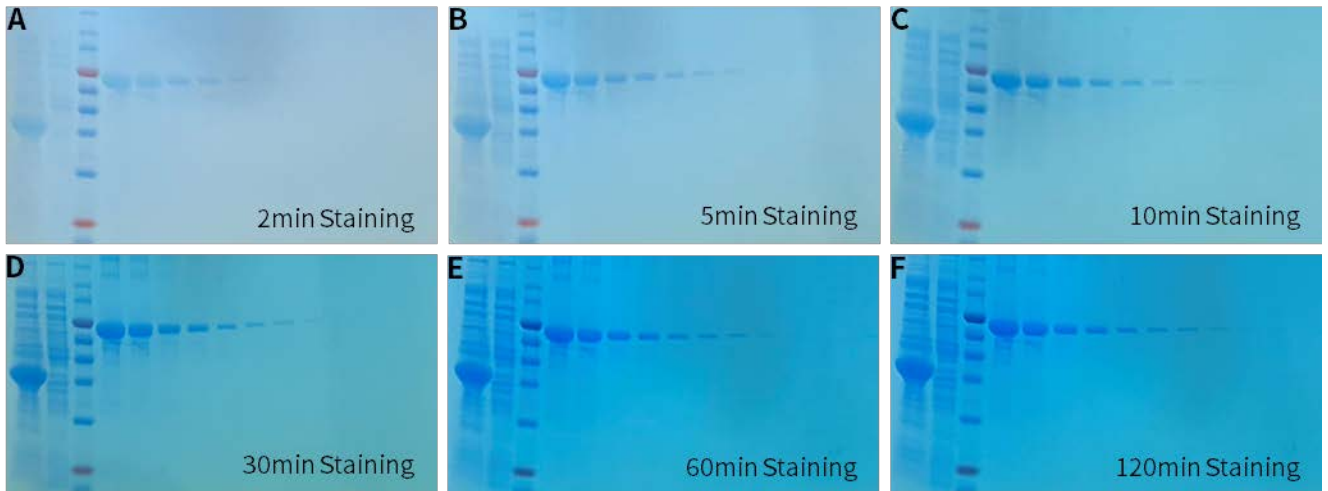 A
2min Staining
B
5min Staining
C
10min Staining
D
30min Staining
E
60min Staining
F
120min Staining